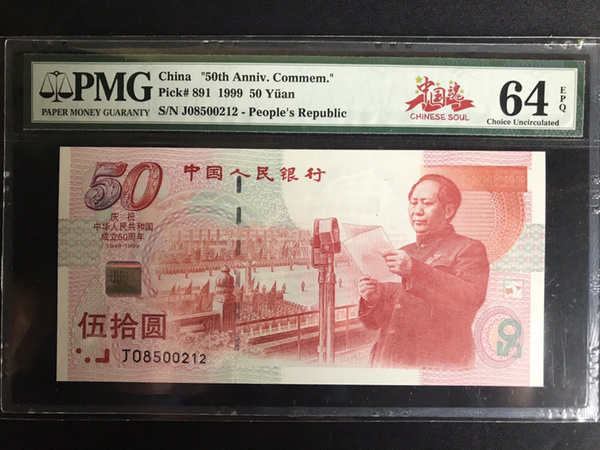 PMG
PAPER MONEY GUARANTY
China "50th Anniv. Commem."
Pick# 891 1999 50 Yüan
S/N J08500212 - People's Republic
中国魂
CHINESE SOUL
64 EPQ
Choice Uncirculated
50
中国人民银行
庆祝
中华人民共和国
成立50周年
1949-1999
伍拾圆
J08500212
50